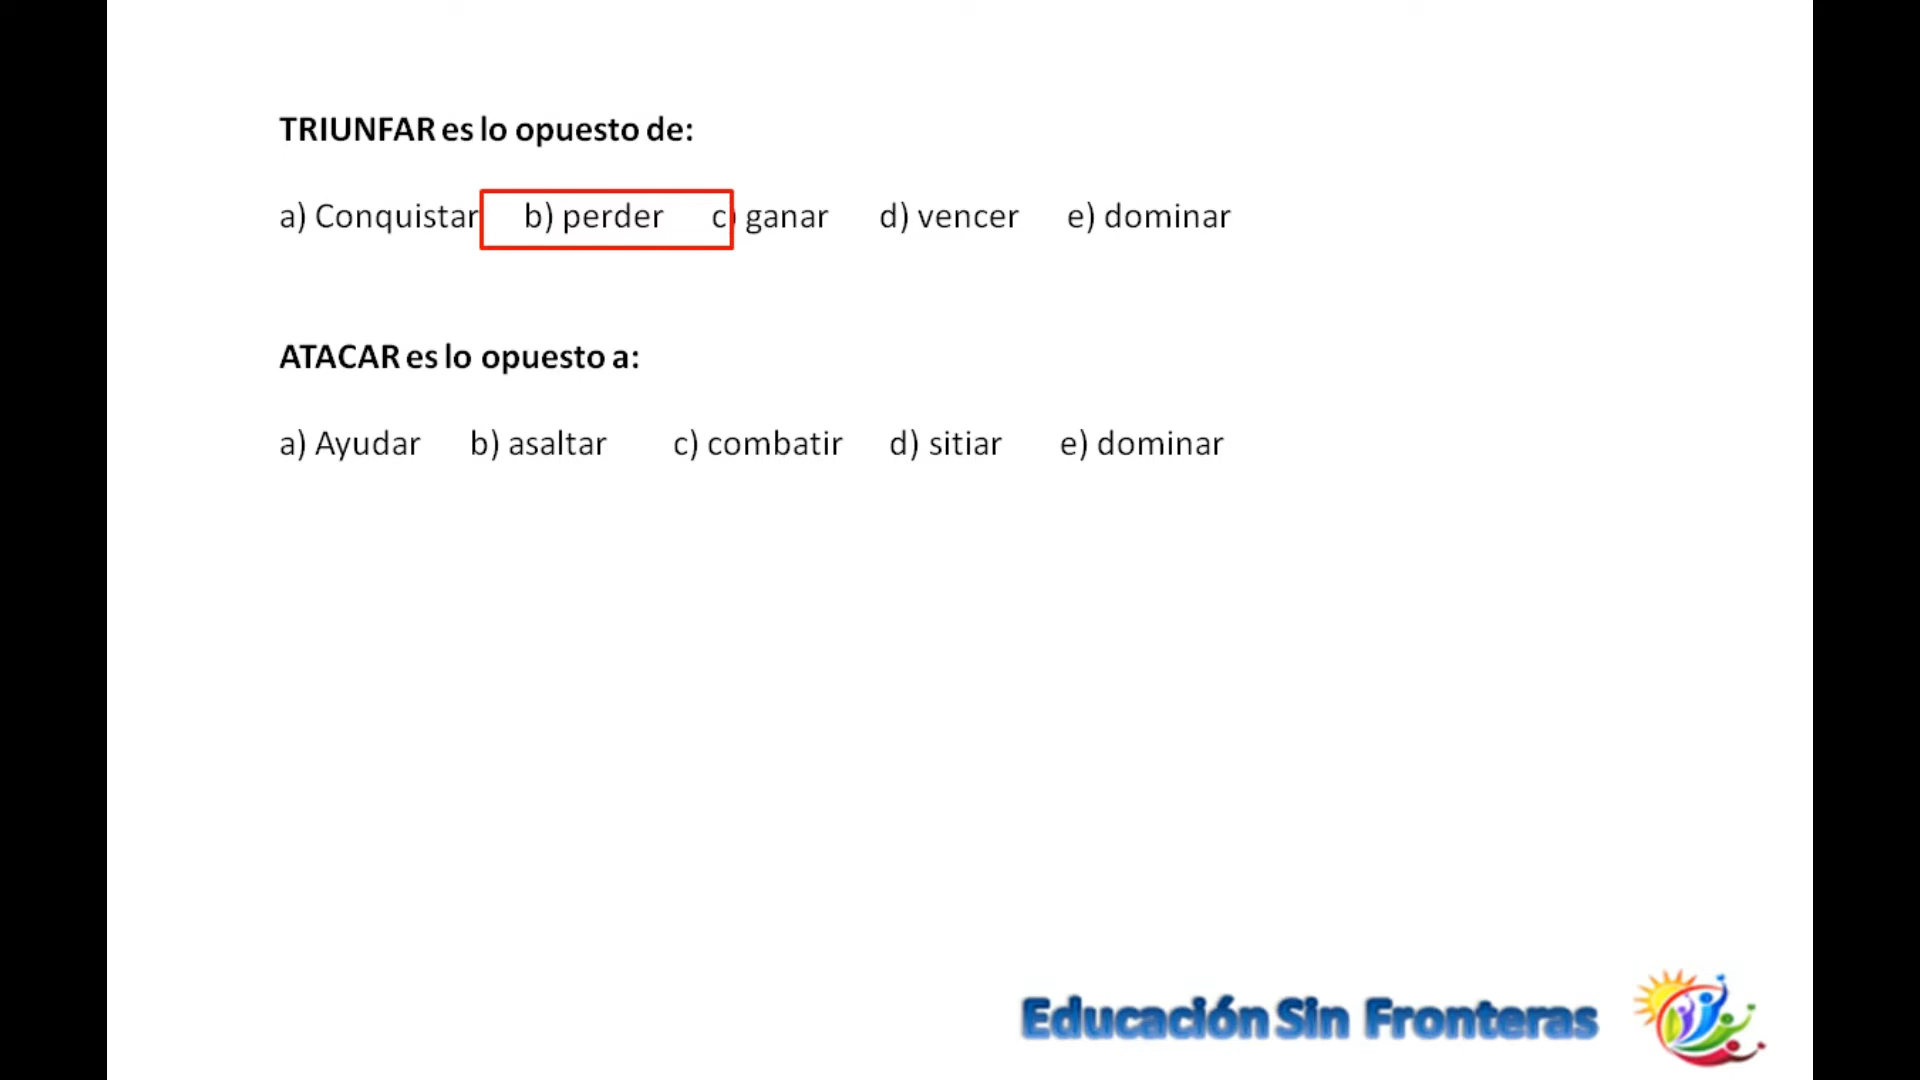 TRIUNFAR es lo opuesto de:
a) Conquistar b) perder c) ganar d) vencer e) dominar
ATACAR es lo opuesto a:
a) Ayudar b) asaltar c) combatir d) sitiar e) dominar
Educación Sin Fronteras